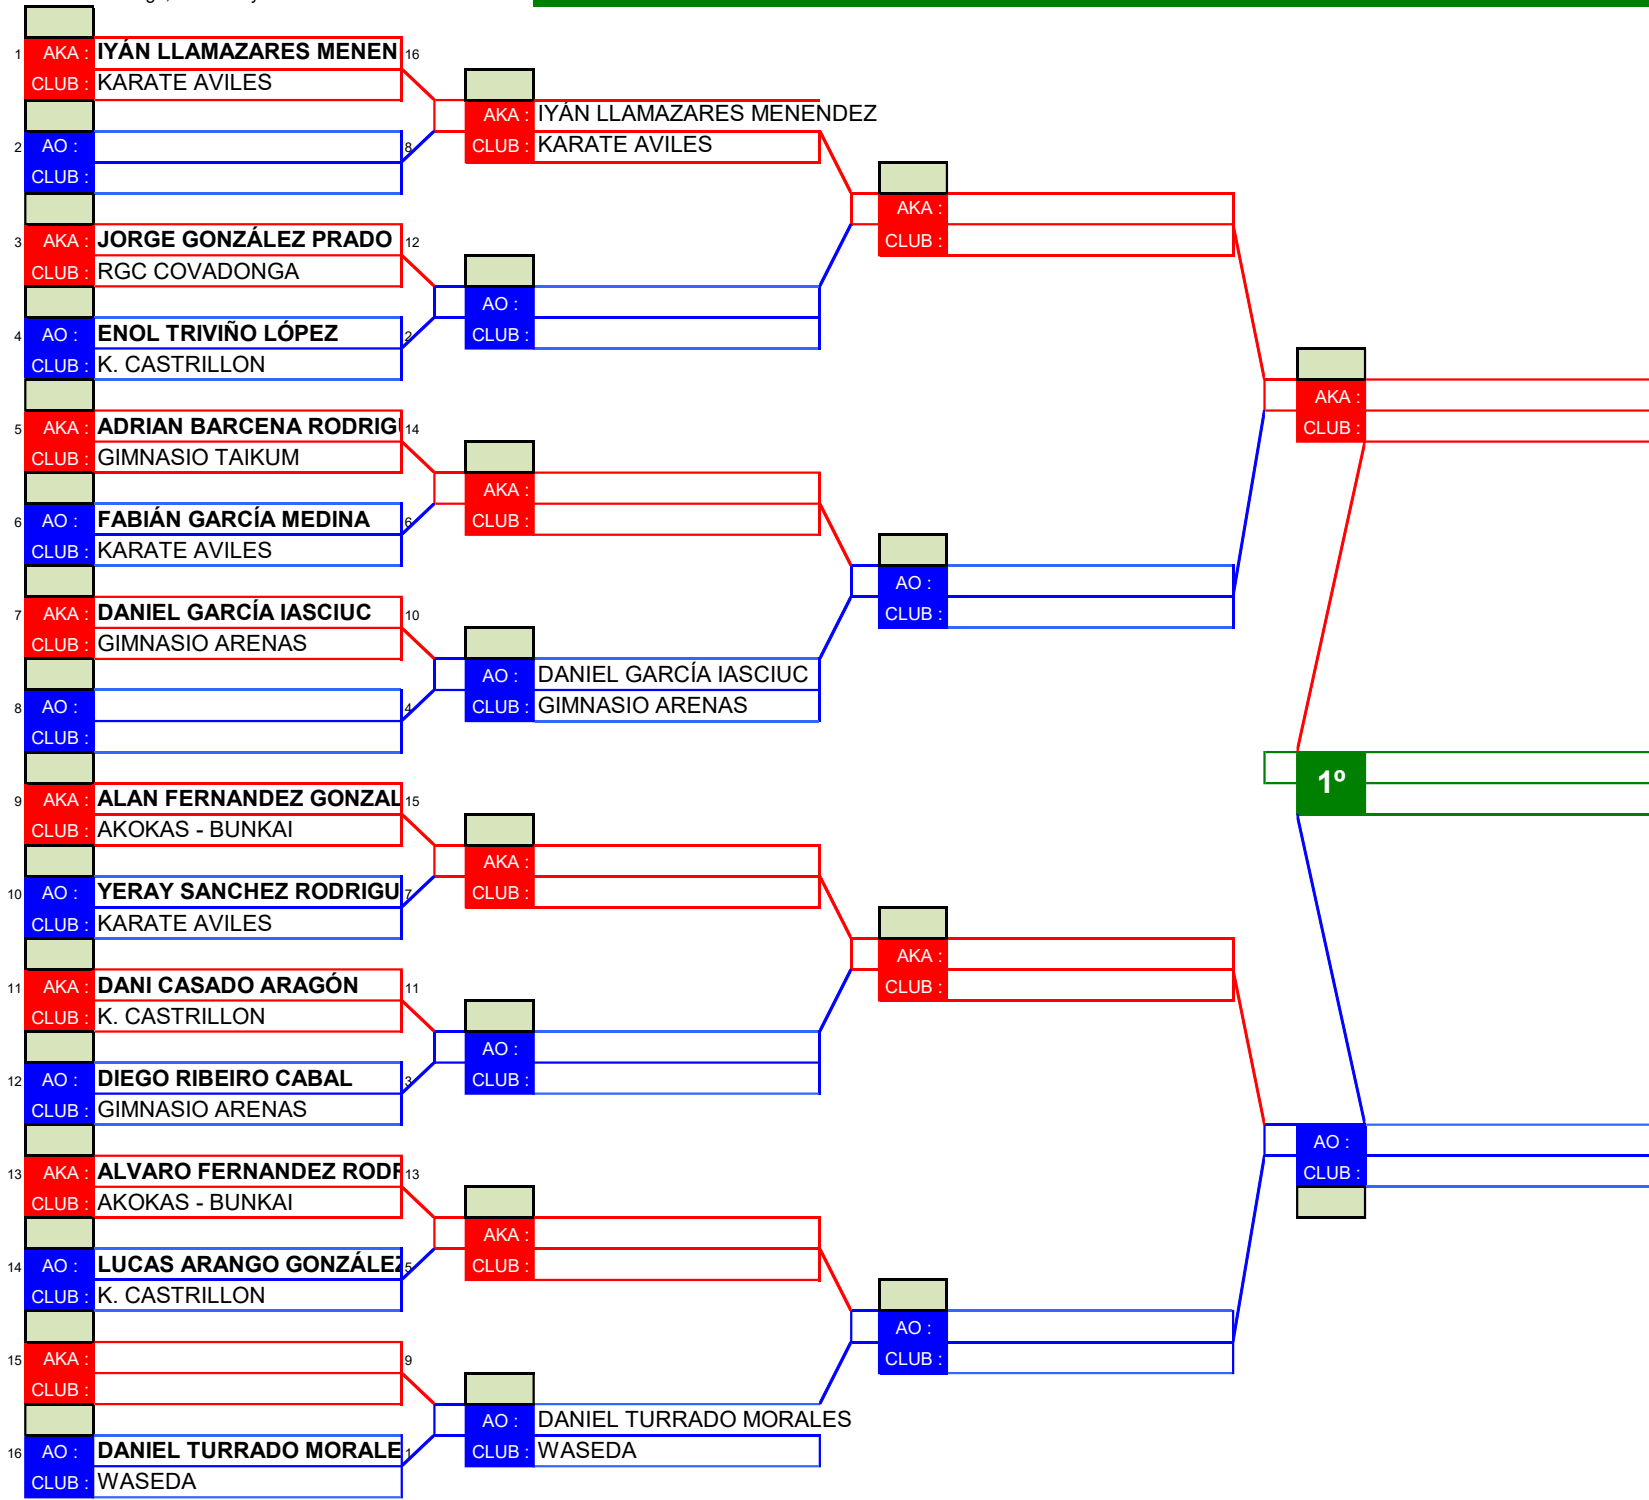 1 AKA : IYÁN LLAMAZARES MENEN 16
CLUB : KARATE AVILES
2 AO : 8
CLUB :
3 AKA : JORGE GONZÁLEZ PRADO 12
CLUB : RGC COVADONGA
4 AO : ENOL TRIVIÑO LÓPEZ 2
CLUB : K. CASTRILLON
5 AKA : ADRIAN BARCENA RODRIGU 14
CLUB : GIMNASIO TAIKUM
6 AO : FABIÁN GARCÍA MEDINA 6
CLUB : KARATE AVILES
7 AKA : DANIEL GARCÍA IASCIUC 10
CLUB : GIMNASIO ARENAS
8 AO : 4
CLUB :
9 AKA : ALAN FERNANDEZ GONZAL 15
CLUB : AKOKAS - BUNKAI
10 AO : YERAY SANCHEZ RODRIGU 7
CLUB : KARATE AVILES
11 AKA : DANI CASADO ARAGÓN 11
CLUB : K. CASTRILLON
12 AO : DIEGO RIBEIRO CABAL 3
CLUB : GIMNASIO ARENAS
13 AKA : ALVARO FERNANDEZ RODR 13
CLUB : AKOKAS - BUNKAI
14 AO : LUCAS ARANGO GONZÁLEZ 5
CLUB : K. CASTRILLON
15 AKA : 9
CLUB :
16 AO : DANIEL TURRADO MORALE 1
CLUB : WASEDA
AKA : IYÁN LLAMAZARES MENENDEZ
CLUB : KARATE AVILES
AO :
CLUB :
AKA :
CLUB :
AO : DANIEL GARCÍA IASCIUC
CLUB : GIMNASIO ARENAS
AKA :
CLUB :
AO :
CLUB :
AKA :
CLUB :
AO : DANIEL TURRADO MORALES
CLUB : WASEDA
AKA :
CLUB :
AO :
CLUB :
AKA :
CLUB :
AO :
CLUB :
AKA :
CLUB :
1º
AO :
CLUB :